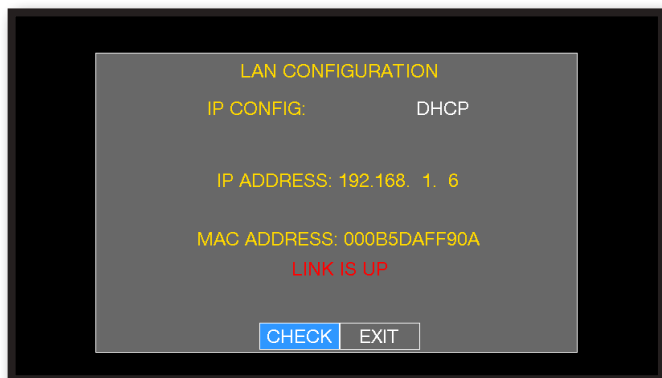 LAN CONFIGURATION
IP CONFIG: DHCP
IP ADDRESS: 192.168.  1.  6
MAC ADDRESS: 000B5DAFF90A
LINK IS UP
CHECK EXIT